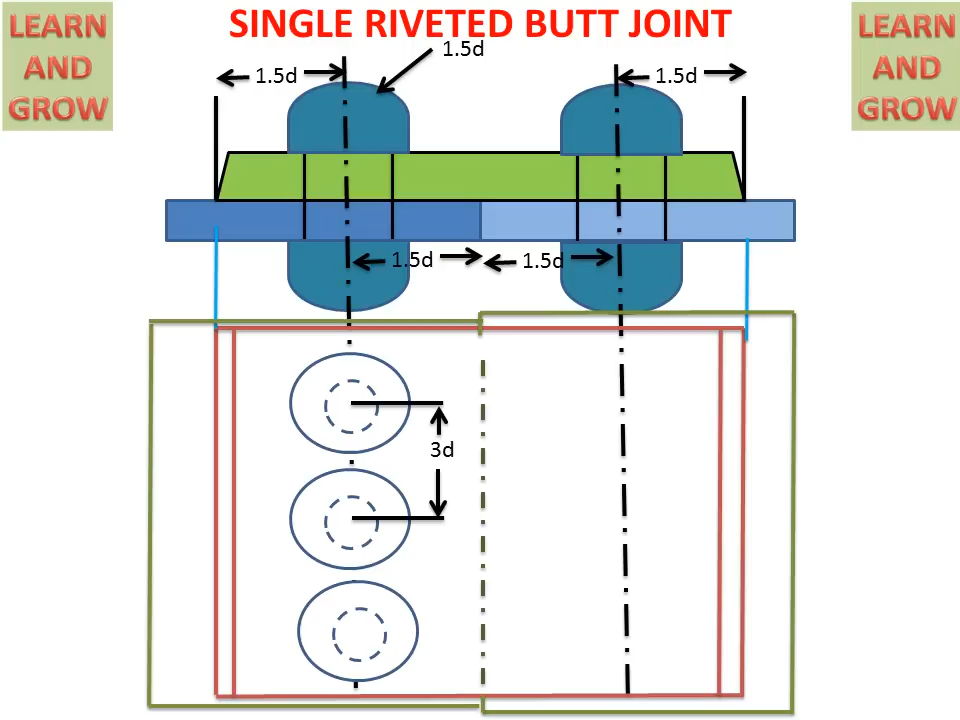 LEARN
AND
GROW
SINGLE RIVETED BUTT JOINT
LEARN
AND
GROW
1.5d
1.5d
1.5d
1.5d
1.5d
3d